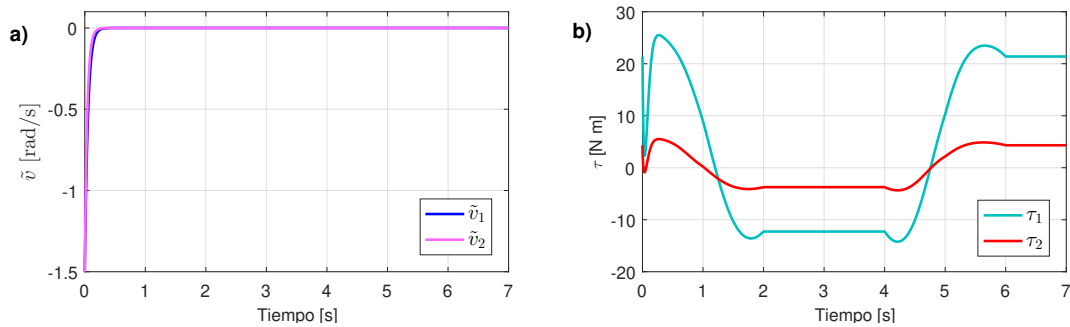 a)
0
-0.5
-1
-1.5
ṽ [rad/s]
ṽ₁
ṽ₂
0 1 2 3 4 5 6 7
Tiempo [s]
b)
30
20
10
0
-10
-20
τ [N m]
τ₁
τ₂
0 1 2 3 4 5 6 7
Tiempo [s]